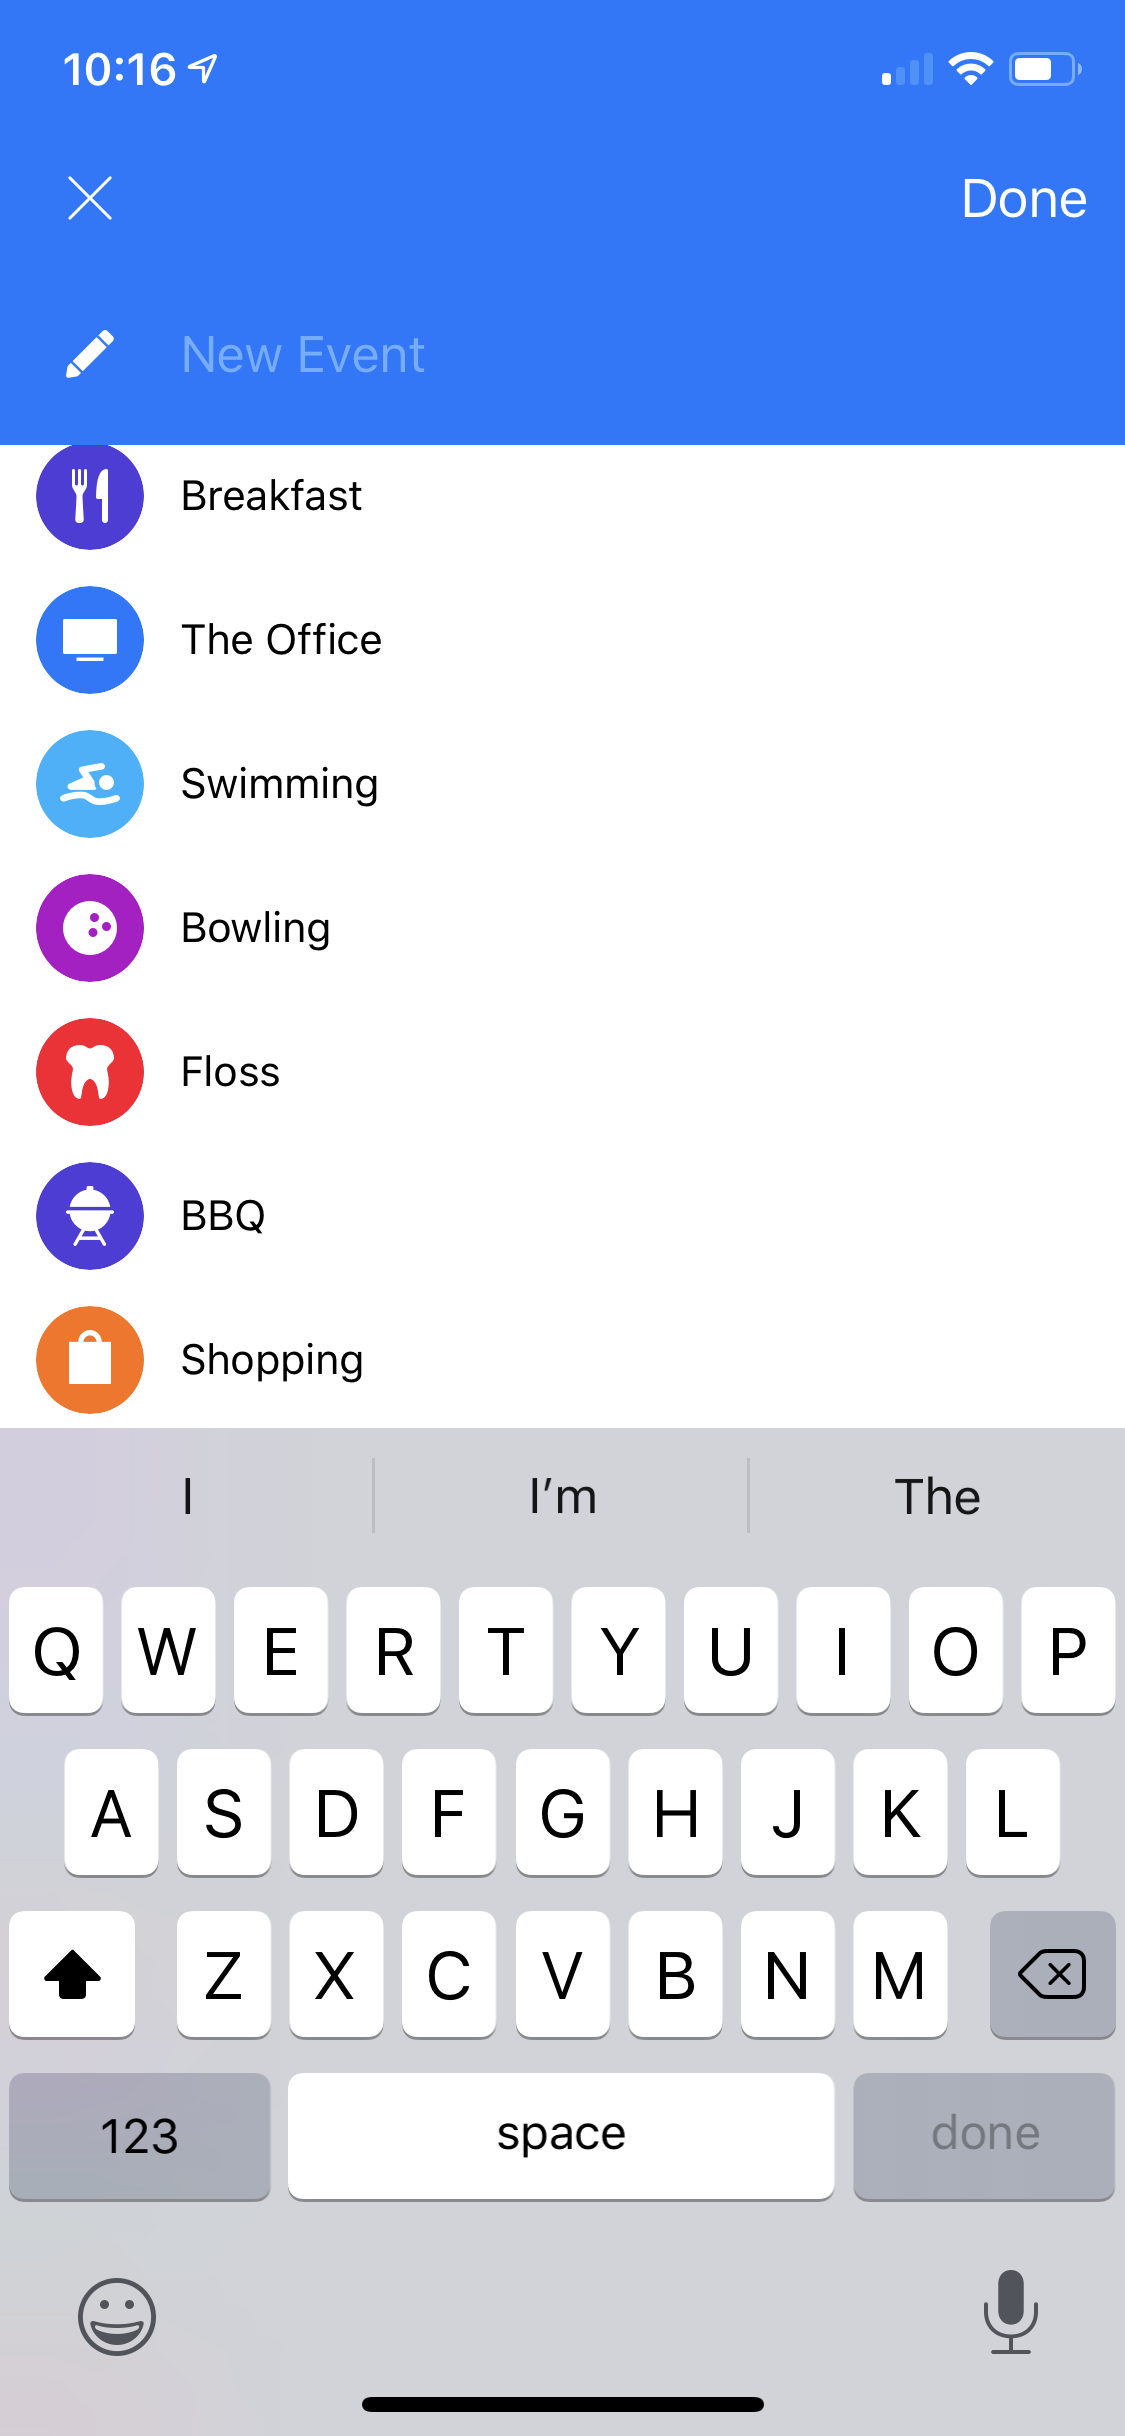 10:16
Done
New Event
Breakfast
The Office
Swimming
Bowling
Floss
BBQ
Shopping
I I'm The
Q W E R T Y U I O P
A S D F G H J K L
Z X C V B N M
123 space done